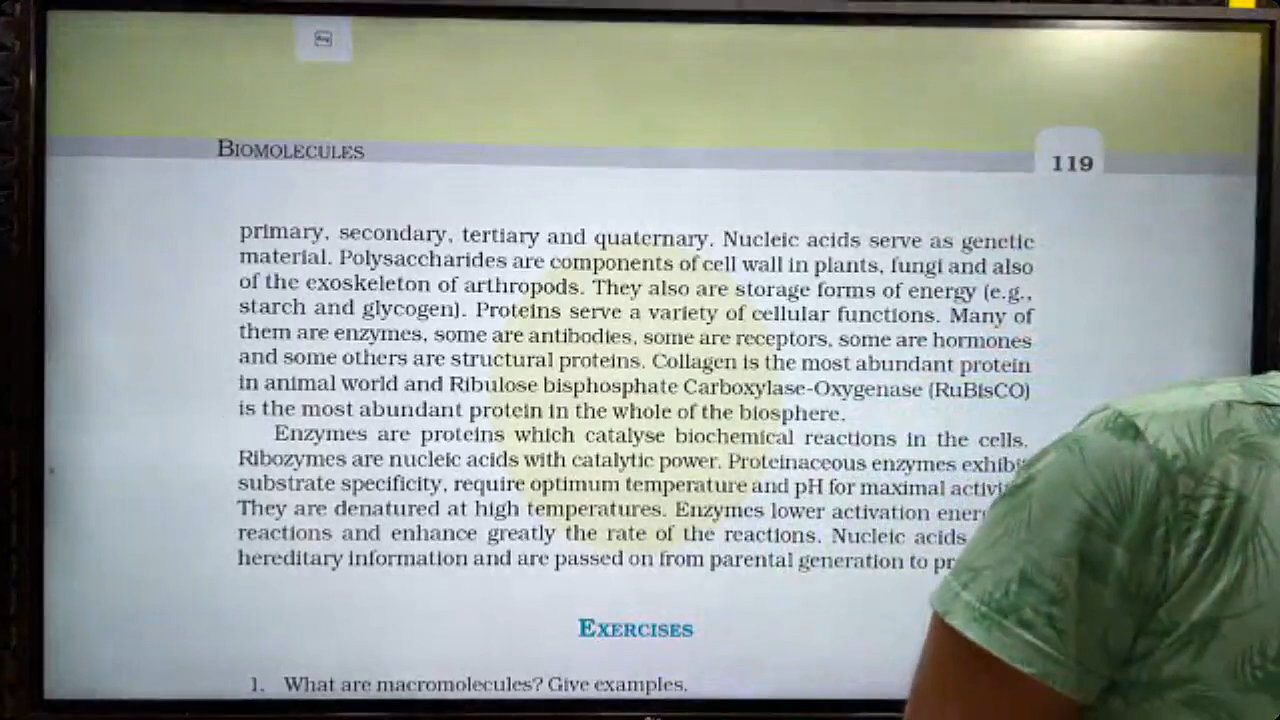 BIOMOLECULES
119
primary, secondary, tertiary and quaternary. Nucleic acids serve as genetic
material. Polysaccharides are components of cell wall in plants, fungi and also
of the exoskeleton of arthropods. They also are storage forms of energy (e.g.,
starch and glycogen). Proteins serve a variety of cellular functions. Many of
them are enzymes, some are antibodies, some are receptors, some are hormones
and some others are structural proteins. Collagen is the most abundant protein
in animal world and Ribulose bisphosphate Carboxylase-Oxygenase (RuBisCO)
is the most abundant protein in the whole of the biosphere.
Enzymes are proteins which catalyse biochemical reactions in the cells.
Ribozymes are nucleic acids with catalytic power. Proteinaceous enzymes
substrate specificity, require optimum temperature and pH for maximal
They are denatured at high temperatures. Enzymes lower activation
reactions and enhance greatly the rate of the reactions. Nucleic acids
hereditary information and are passed on from parental generation to
EXERCISES
1. What are macromolecules? Give examples.